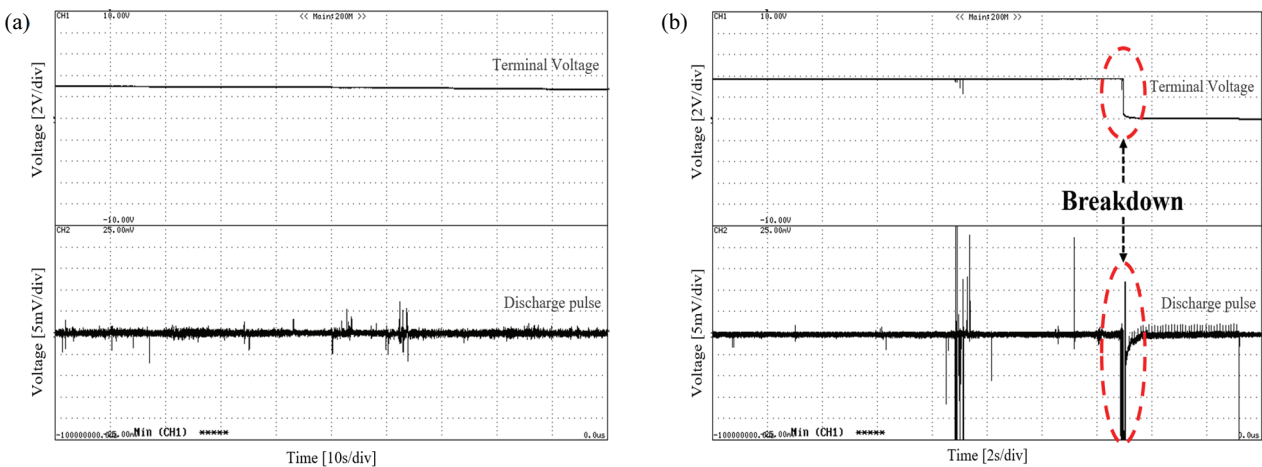 (a)
CH1 10.00V
<< Main:200M >>
Terminal Voltage
Voltage [2V/div]
-10.00V
CH2 25.00mV
Discharge pulse
Voltage [5mV/div]
Min (CH1) *****
0.0us
Time [10s/div]
(b)
CH1 10.00V
<< Main:200M >>
Terminal Voltage
Voltage [2V/div]
Breakdown
-10.00V
CH2 25.00mV
Discharge pulse
Voltage [5mV/div]
Min (CH1) *****
0.0us
Time [2s/div]